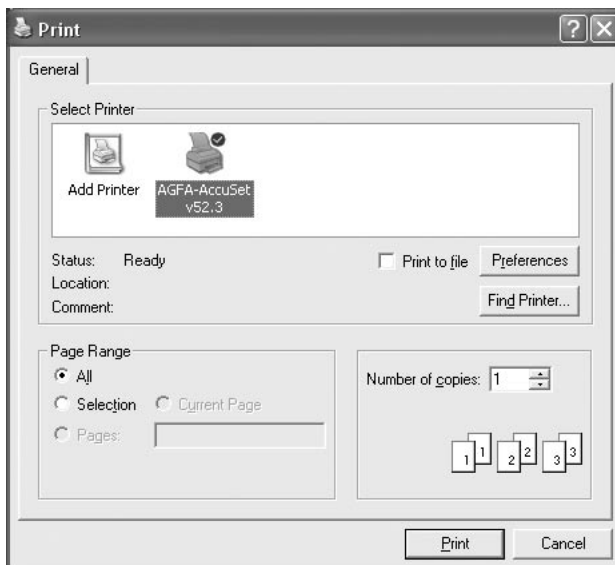 Print
General
Select Printer
Add Printer
AGFA-AccuSet
v52.3
Status: Ready
Location:
Comment:
Print to file
Preferences
Find Printer...
Page Range
All
Selection
Current Page
Pages:
Number of copies: 1
1 1 2 2 3 3
Print
Cancel